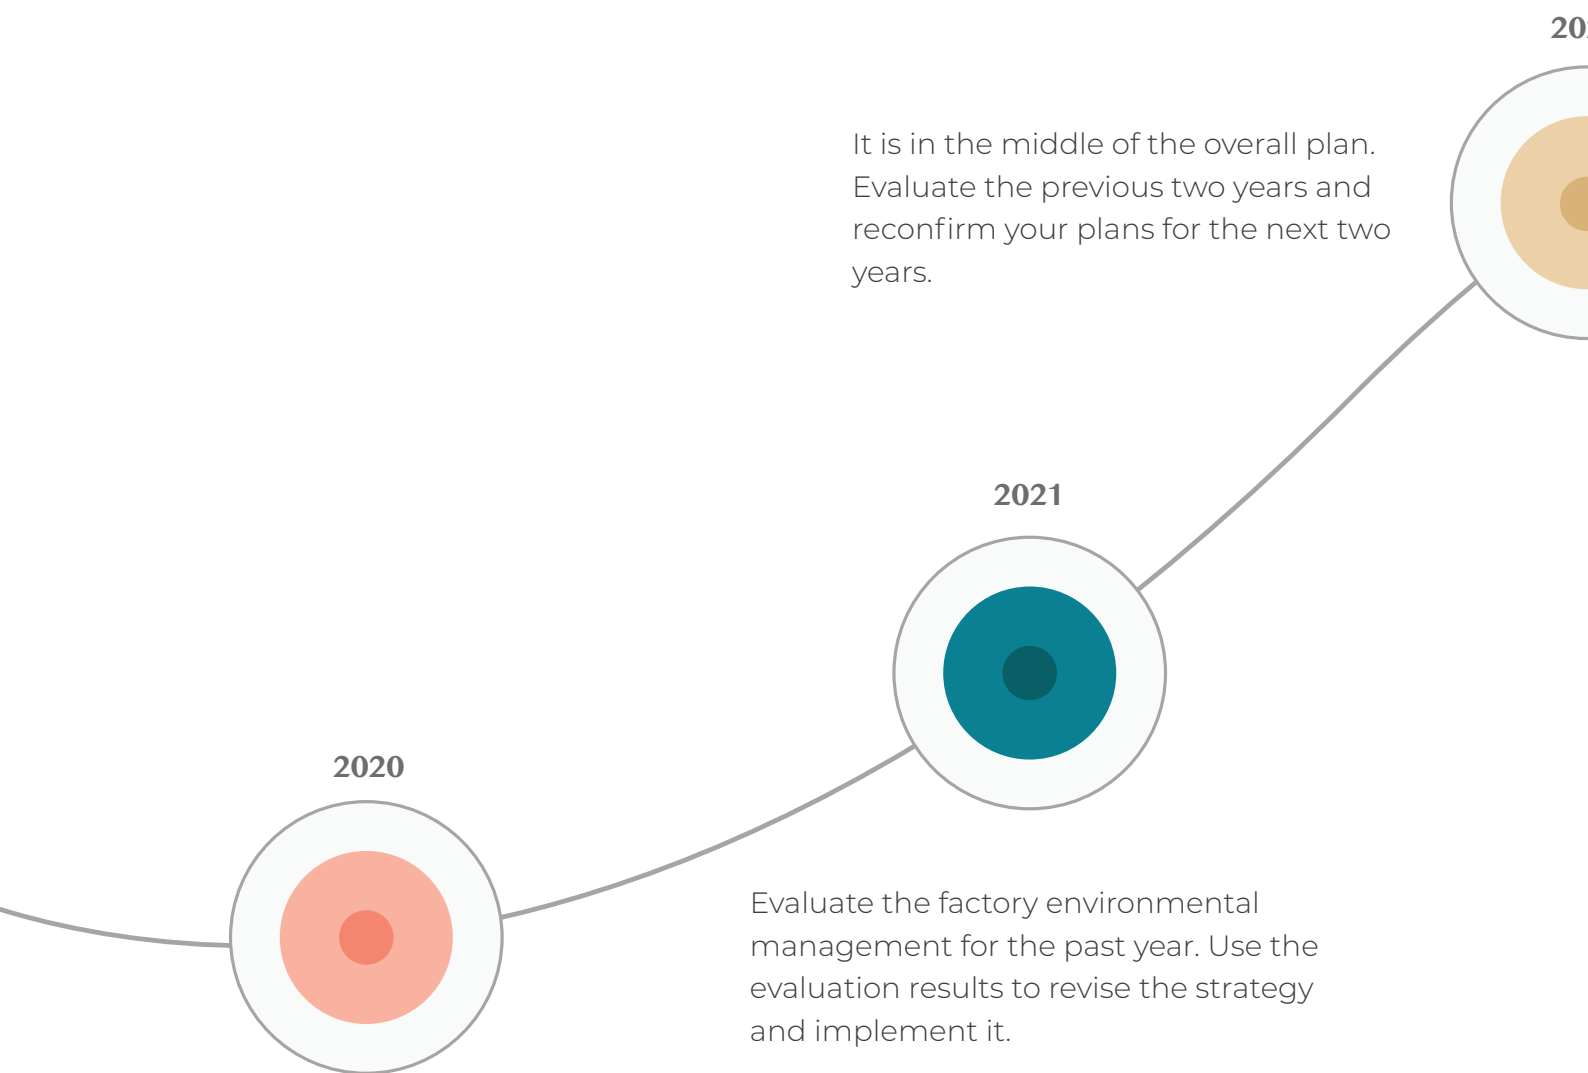 It is in the middle of the overall plan.
Evaluate the previous two years and
reconfirm your plans for the next two
years.
2021
2020
Evaluate the factory environmental
management for the past year. Use the
evaluation results to revise the strategy
and implement it.